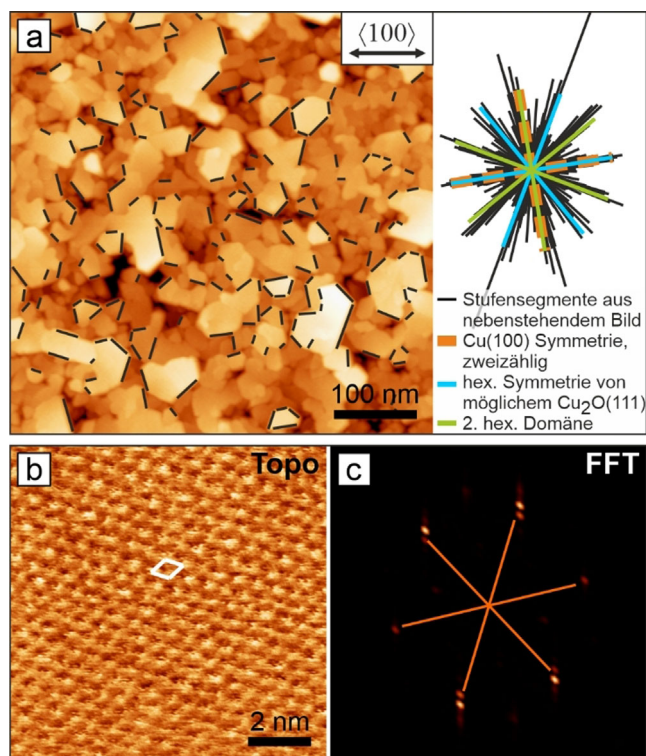 a
⟨100⟩
100 nm
Stufensegmente aus
nebenstehendem Bild
Cu(100) Symmetrie,
zweizählig
hex. Symmetrie von
möglichem Cu₂O(111)
2. hex. Domäne
b
Topo
2 nm
c
FFT